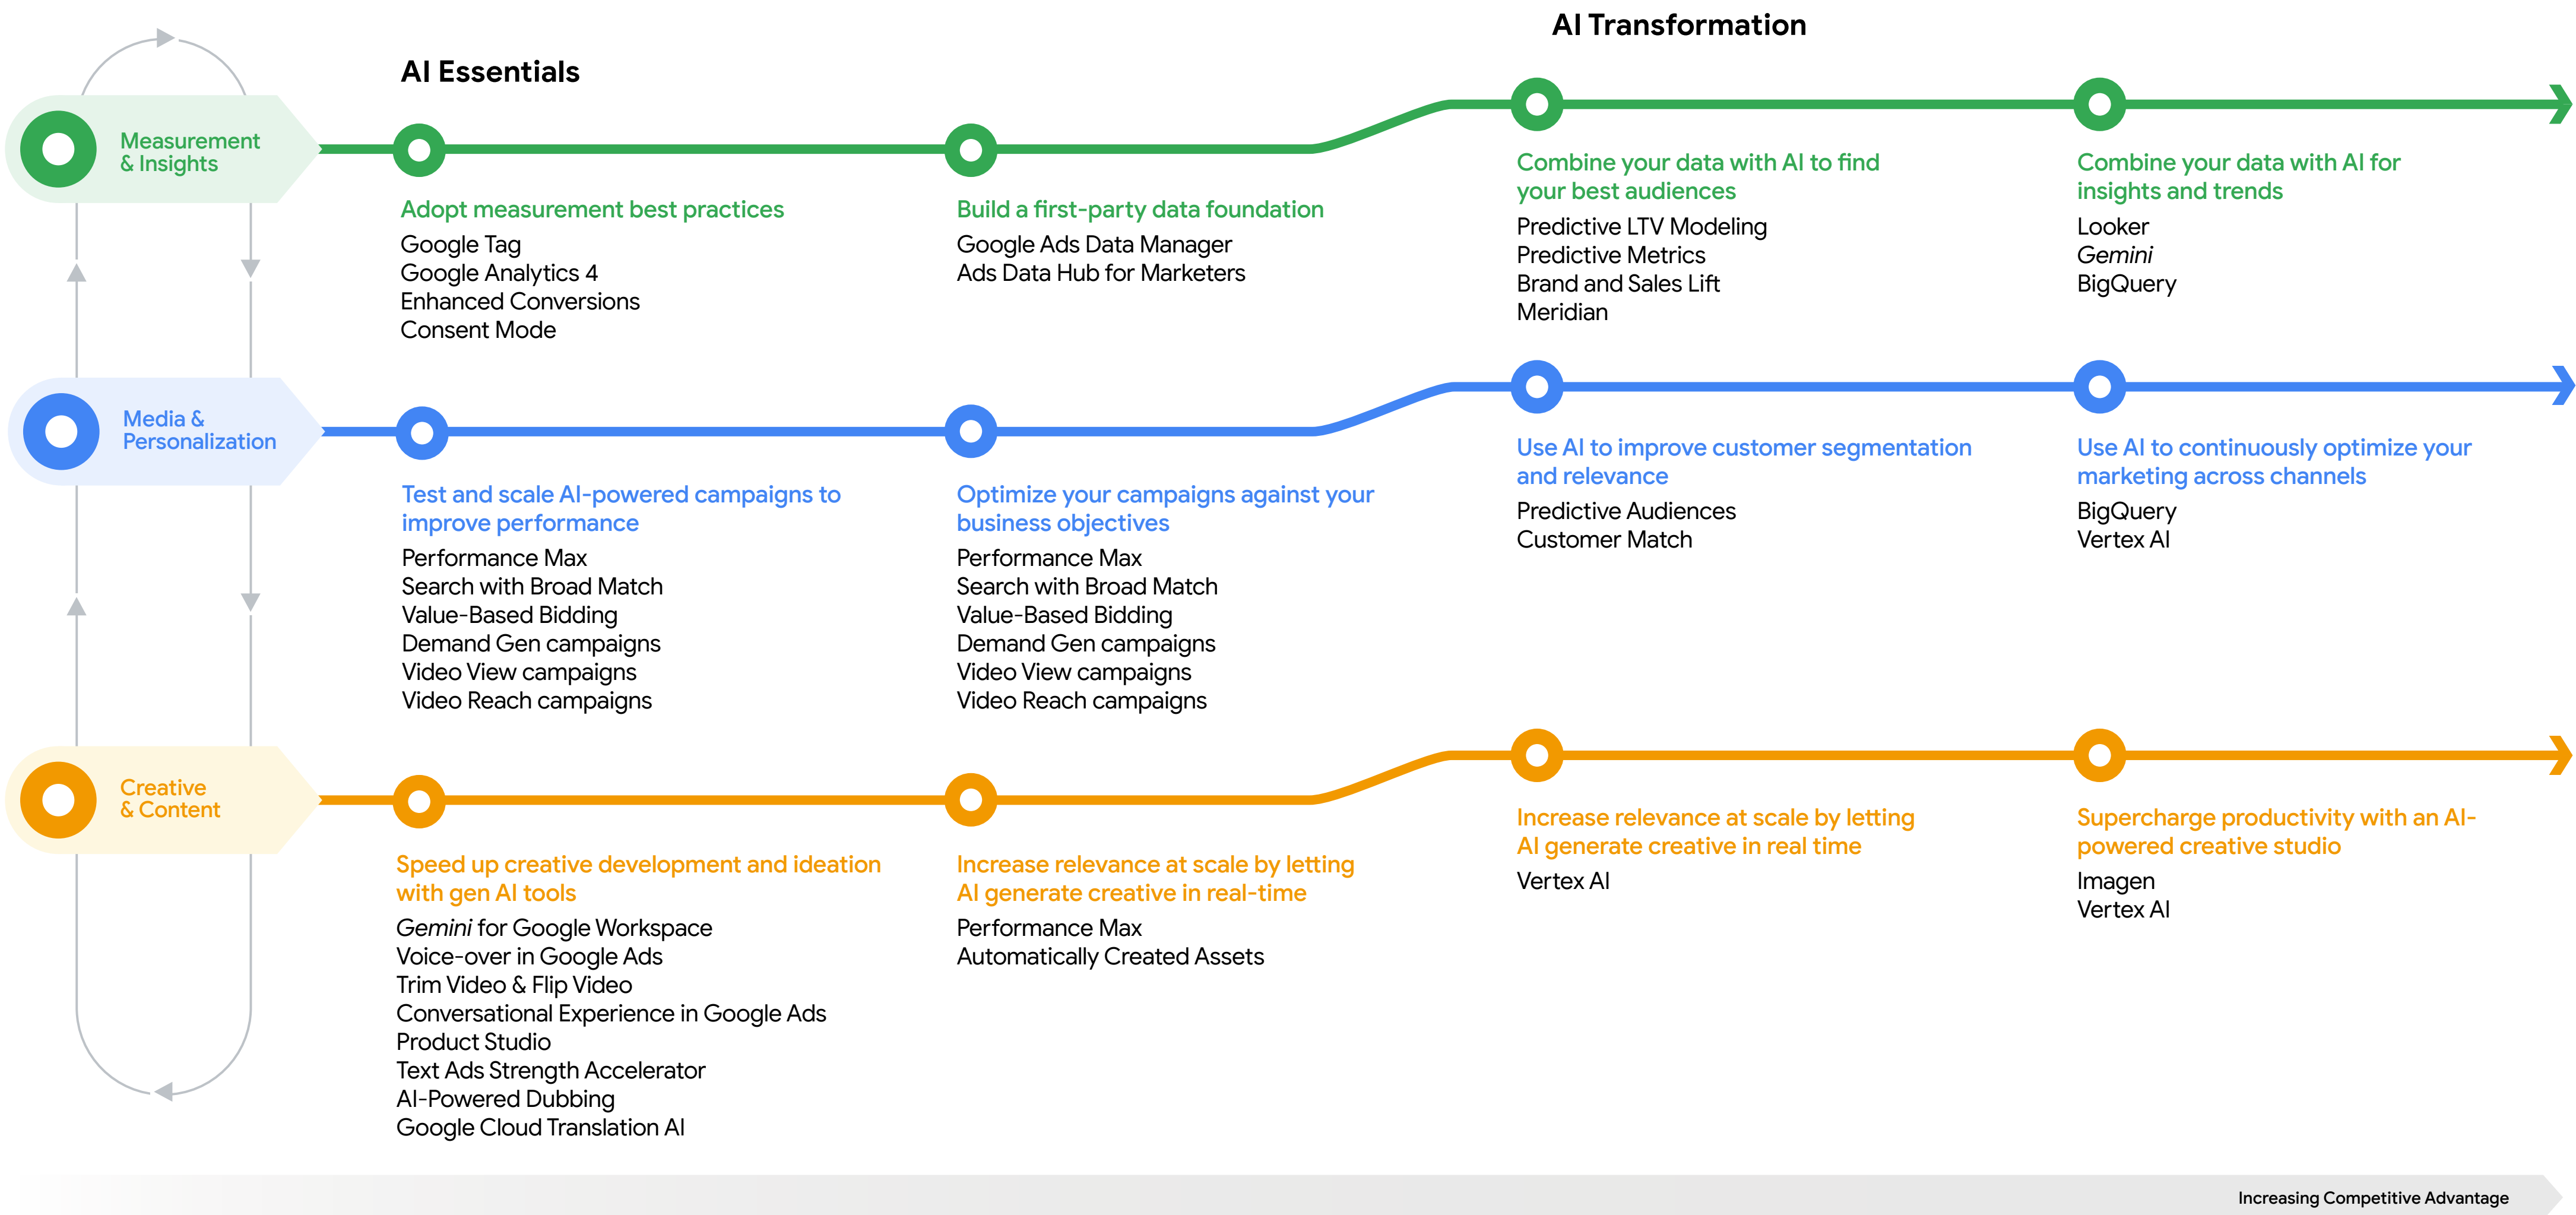 AI Transformation
AI Essentials
Measurement
& Insights
Adopt measurement best practices
Google Tag
Google Analytics 4
Enhanced Conversions
Consent Mode
Build a first-party data foundation
Google Ads Data Manager
Ads Data Hub for Marketers
Combine your data with AI to find
your best audiences
Predictive LTV Modeling
Predictive Metrics
Brand and Sales Lift
Meridian
Combine your data with AI for
insights and trends
Looker
Gemini
BigQuery
Media &
Personalization
Test and scale AI-powered campaigns to
improve performance
Performance Max
Search with Broad Match
Value-Based Bidding
Demand Gen campaigns
Video View campaigns
Video Reach campaigns
Optimize your campaigns against your
business objectives
Performance Max
Search with Broad Match
Value-Based Bidding
Demand Gen campaigns
Video View campaigns
Video Reach campaigns
Use AI to improve customer segmentation
and relevance
Predictive Audiences
Customer Match
Use AI to continuously optimize your
marketing across channels
BigQuery
Vertex AI
Creative
& Content
Speed up creative development and ideation
with gen AI tools
Gemini for Google Workspace
Voice-over in Google Ads
Trim Video & Flip Video
Conversational Experience in Google Ads
Product Studio
Text Ads Strength Accelerator
AI-Powered Dubbing
Google Cloud Translation AI
Increase relevance at scale by letting
AI generate creative in real-time
Performance Max
Automatically Created Assets
Increase relevance at scale by letting
AI generate creative in real time
Vertex AI
Supercharge productivity with an AI-
powered creative studio
Imagen
Vertex AI
Increasing Competitive Advantage